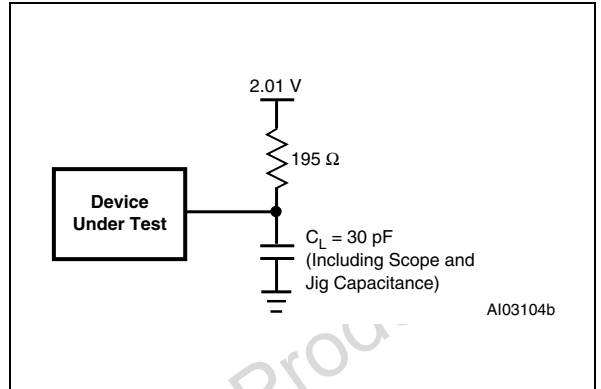 2.01 V
195 Ω
Device
Under Test
C_L = 30 pF
(Including Scope and
Jig Capacitance)
AI03104b